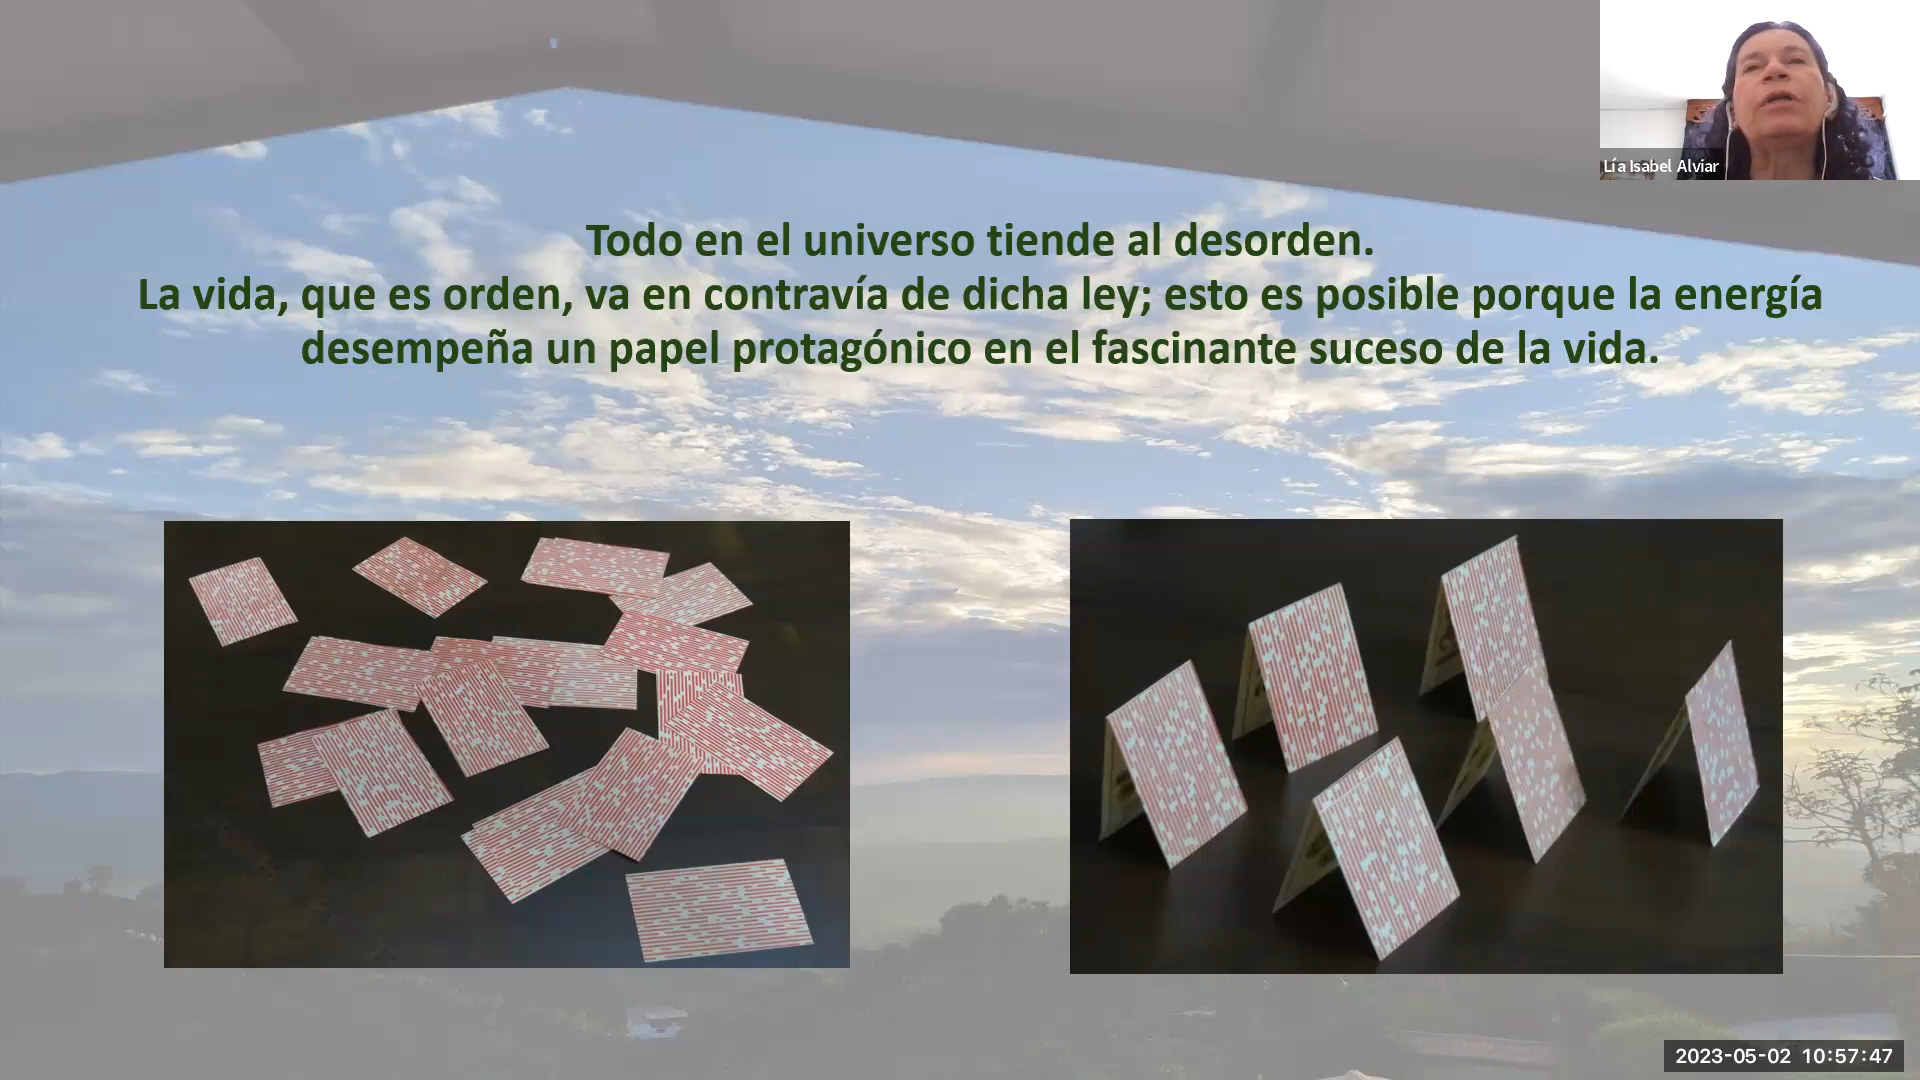 Lía Isabel Alviar
Todo en el universo tiende al desorden.
La vida, que es orden, va en contravía de dicha ley; esto es posible porque la energía
desempeña un papel protagónico en el fascinante suceso de la vida.
2023-05-02 10:57:47